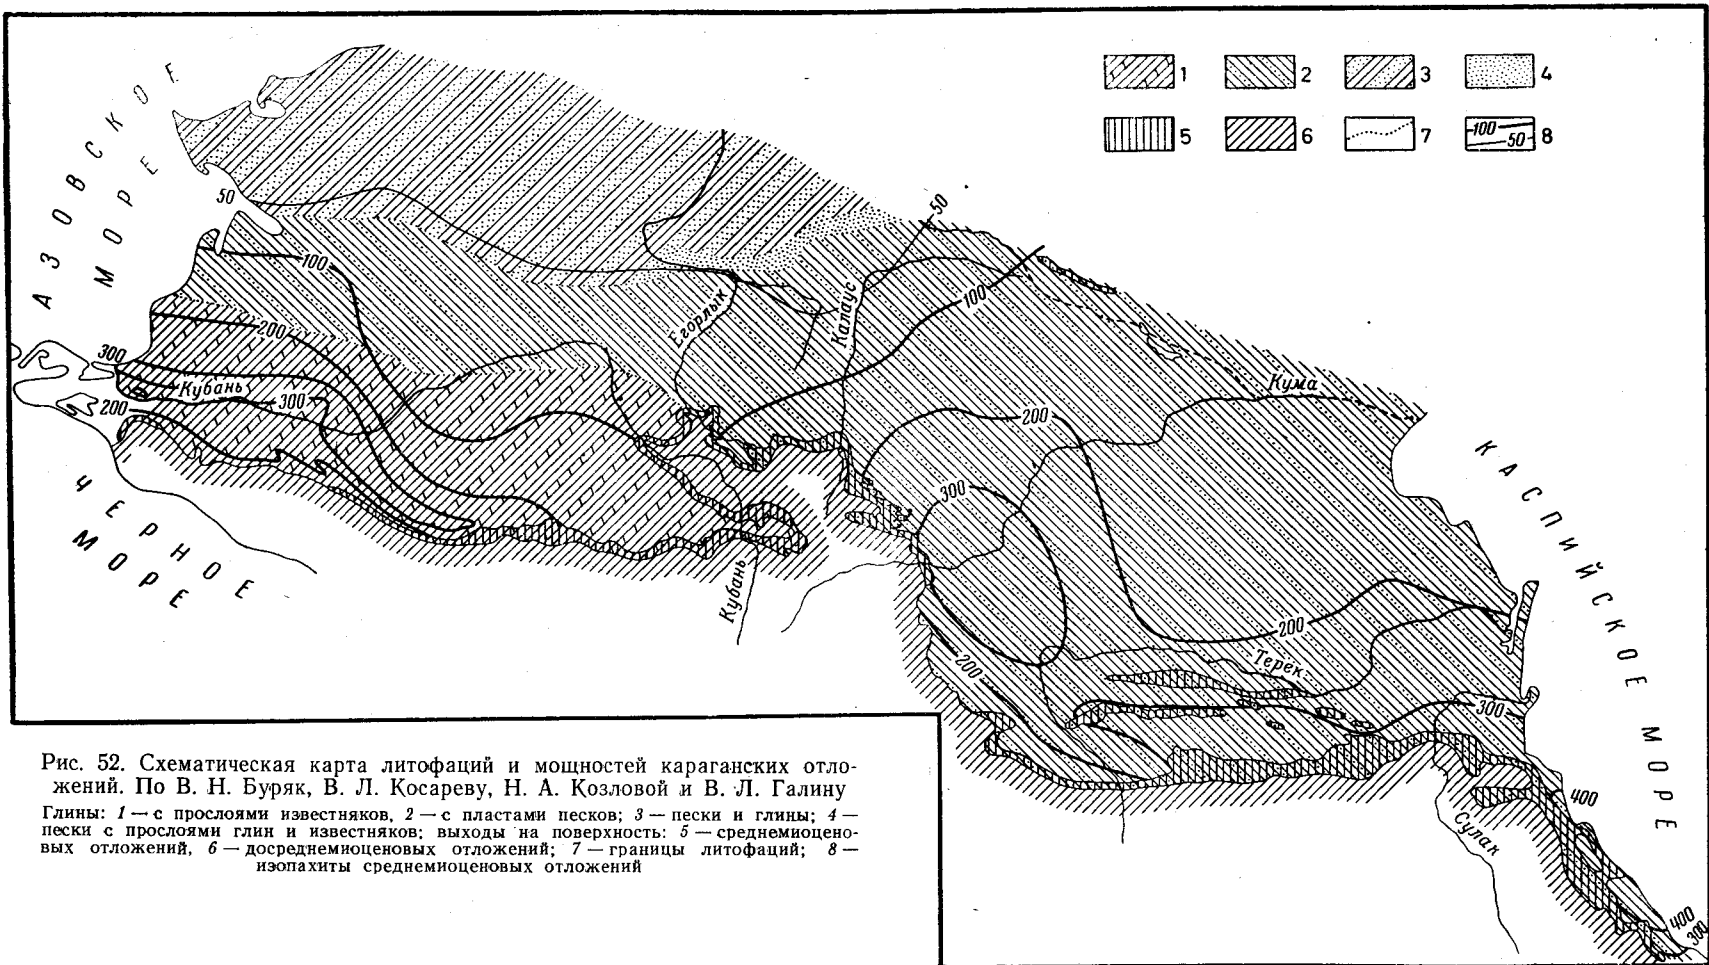 АЗОВСКОЕ
МОРЕ
ЧЕРНОЕ
МОРЕ
КАСПИЙСКОЕ МОРЕ
1
2
3
4
5
6
7
100
50
8
50
100
200
300
Кубань
300
200
Егорлык
Калаус
50
100
Кума
200
300
Кубань
200
200
Терек
300
400
Сулак
400
300
Рис. 52. Схематическая карта литофаций и мощностей караганских отло-
жений. По В. Н. Буряк, В. Л. Косареву, Н. А. Козловой и В. Л. Галину
Глины: 1 — с прослоями известняков, 2 — с пластами песков; 3 — пески и глины; 4 —
пески с прослоями глин и известняков; выходы на поверхность: 5 — среднемиоцено-
вых отложений, 6 — досреднемиоценовых отложений; 7 — границы литофаций; 8 —
изопахиты среднемиоценовых отложений